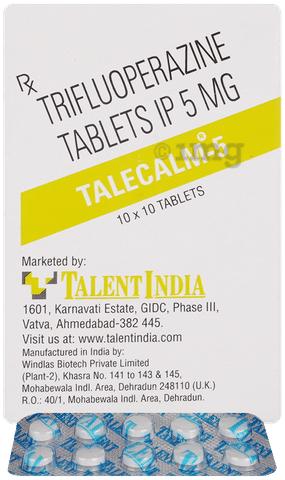 Rx
TRIFLUOPERAZINE
TABLETS IP 5 MG
TALECALM®-5
1mg
10 x 10 TABLETS
Marketed by:
TALENT INDIA
1601, Karnavati Estate, GIDC, Phase III,
Vatva, Ahmedabad-382 445.
Visit us at: www.talentindia.com
Manufactured in India by:
Windlas Biotech Private Limited
(Plant-2), Khasra No. 141 to 143 & 145,
Mohabewala Indl. Area, Dehradun 248110 (U.K.)
R.O.: 40/1, Mohabewala Indl. Area, Dehradun.